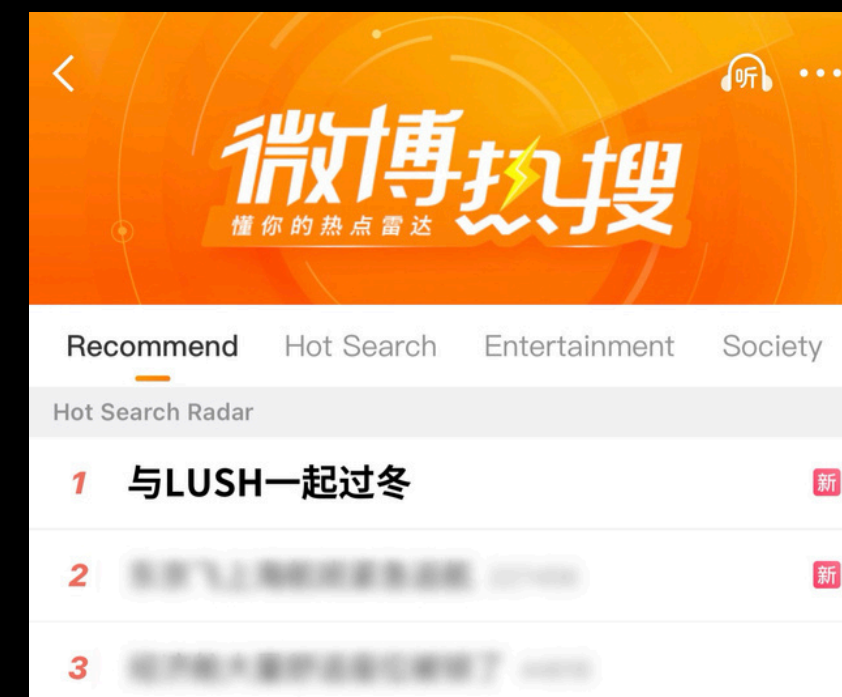 听
微博热搜
懂你的热点雷达
Recommend Hot Search Entertainment Society
Hot Search Radar
1 与LUSH一起过冬 新
2 新
3